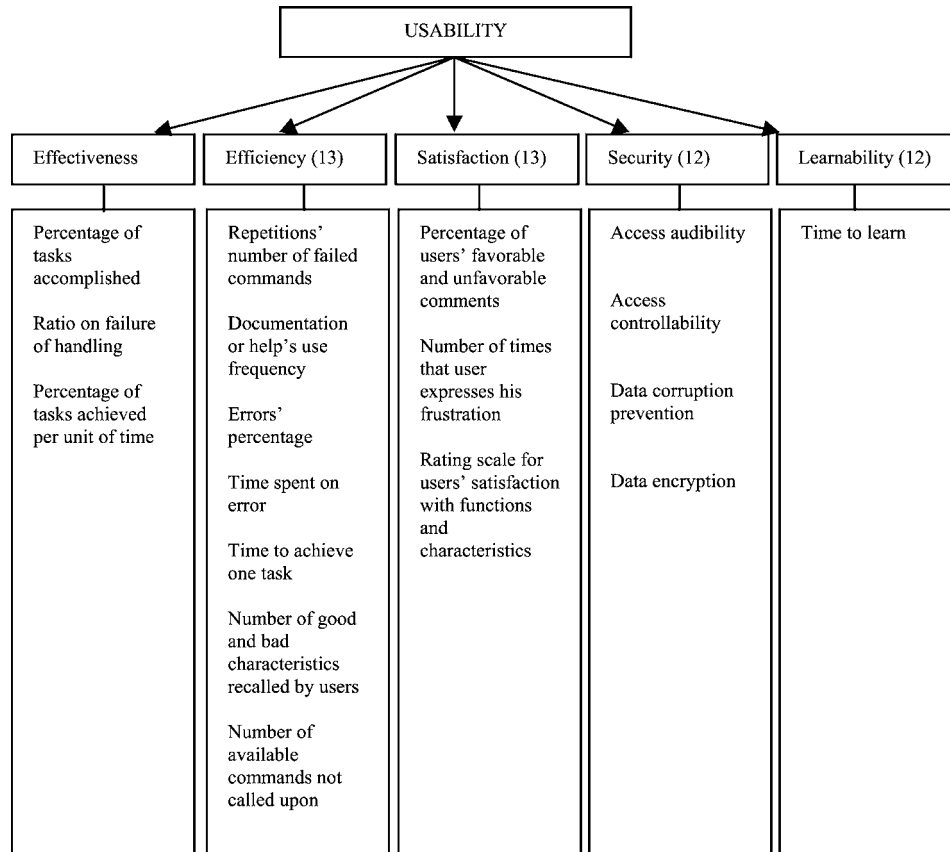 USABILITY
Effectiveness
Efficiency (13)
Satisfaction (13)
Security (12)
Learnability (12)
Percentage of
tasks
accomplished
Ratio on failure
of handling
Percentage of
tasks achieved
per unit of time
Repetitions’
number of failed
commands
Documentation
or help’s use
frequency
Errors’
percentage
Time spent on
error
Time to achieve
one task
Number of good
and bad
characteristics
recalled by users
Number of
available
commands not
called upon
Percentage of
users’ favorable
and unfavorable
comments
Number of times
that user
expresses his
frustration
Rating scale for
users’ satisfaction
with functions
and
characteristics
Access audibility
Access
controllability
Data corruption
prevention
Data encryption
Time to learn